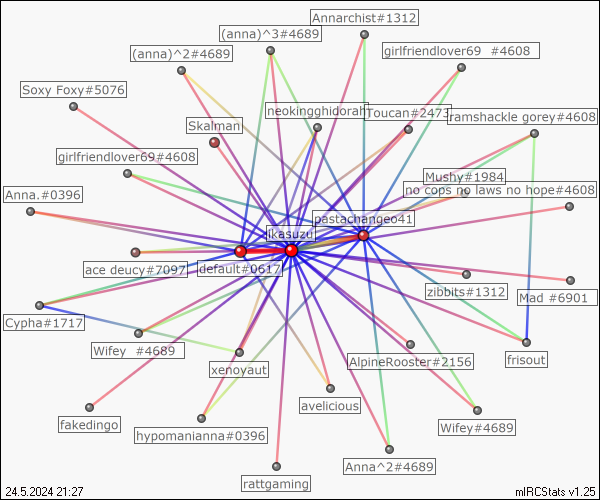 Annarchist#1312
(anna)^3#4689
girlfriendlover69 #4608
(anna)^2#4689
Soxy Foxy#5076
neokingghidorah
Toucan#2473
ramshackle gorey#4608
Skalman
girlfriendlover69#4608
Mushy#1984
no cops no laws no hope#4608
Anna.#0396
pastachangeo41
ikasuzu
ace deucy#7097
default#0617
zibbits#1312
Mad #6901
Cypha#1717
Wifey #4689
xenoyaut
AlpineRooster#2156
frisout
avelicious
fakedingo
hypomanianna#0396
Wifey#4689
Anna^2#4689
rattgaming
24.5.2024 21:27
mIRCStats v1.25